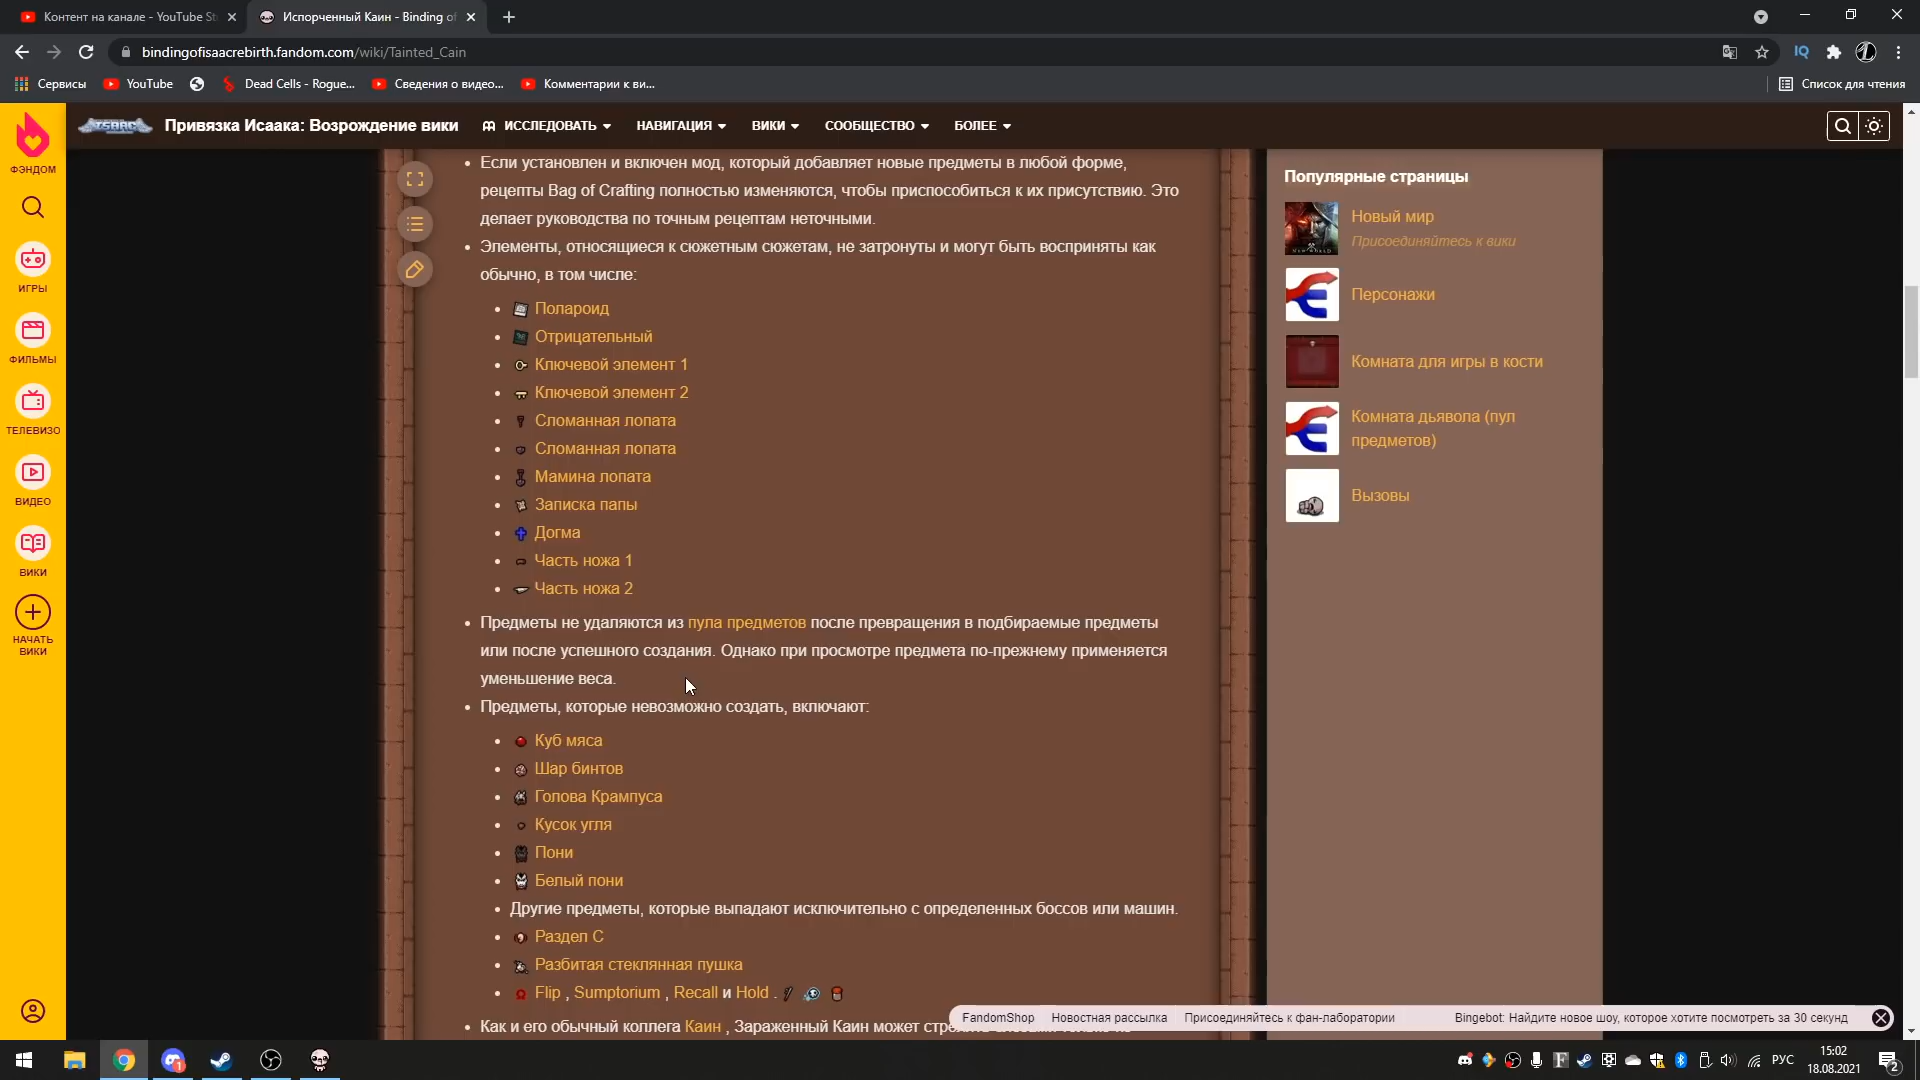 Контент на канале - YouTube St
Испорченный Каин - Binding of
bindingofisaacrebirth.fandom.com/wiki/Tainted_Cain
Сервисы
YouTube
Dead Cells - Rogue...
Сведения о видео...
Комментарии к ви...
Список для чтения
ФЭНДОМ
ИГРЫ
ФИЛЬМЫ
ТЕЛЕВИЗО
ВИДЕО
ВИКИ
НАЧАТЬ
ВИКИ
ISAAC
Привязка Исаака: Возрождение вики
ИССЛЕДОВАТЬ
НАВИГАЦИЯ
ВИКИ
СООБЩЕСТВО
БОЛЕЕ
Если установлен и включен мод, который добавляет новые предметы в любой форме,
рецепты Bag of Crafting полностью изменяются, чтобы приспособиться к их присутствию. Это
делает руководства по точным рецептам неточными.
Элементы, относящиеся к сюжетным сюжетам, не затронуты и могут быть восприняты как
обычно, в том числе:
Полароид
Отрицательный
Ключевой элемент 1
Ключевой элемент 2
Сломанная лопата
Сломанная лопата
Мамина лопата
Записка папы
Догма
Часть ножа 1
Часть ножа 2
Предметы не удаляются из пула предметов после превращения в подбираемые предметы
или после успешного создания. Однако при просмотре предмета по-прежнему применяется
уменьшение веса.
Предметы, которые невозможно создать, включают:
Куб мяса
Шар бинтов
Голова Крампуса
Кусок угля
Пони
Белый пони
Другие предметы, которые выпадают исключительно с определенных боссов или машин.
Раздел C
Разбитая стеклянная пушка
Flip , Sumptorium , Recall и Hold .
Как и его обычный коллега Каин , Зараженный Каин может
Популярные страницы
Новый мир
Присоединяйтесь к вики
Персонажи
Комната для игры в кости
Комната дьявола (пул
предметов)
Вызовы
FandomShop
Новостная рассылка
Присоединяйтесь к фан-лаборатории
Bingebot: Найдите новое шоу, которое хотите посмотреть за 30 секунд
РУС
15:02
18.08.2021
2